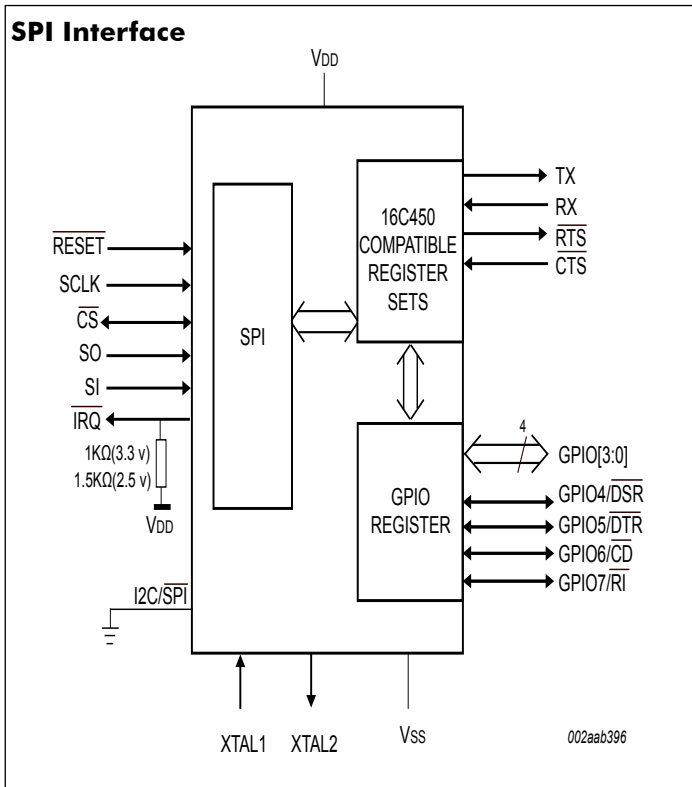 SPI Interface
VDD
RESET
SCLK
CS
SO
SI
IRQ
1KΩ(3.3 v)
1.5KΩ(2.5 v)
VDD
I2C/SPI
SPI
16C450
COMPATIBLE
REGISTER
SETS
TX
RX
RTS
CTS
4
GPIO[3:0]
GPIO
REGISTER
GPIO4/DSR
GPIO5/DTR
GPIO6/CD
GPIO7/RI
XTAL1
XTAL2
VSS
002aab396